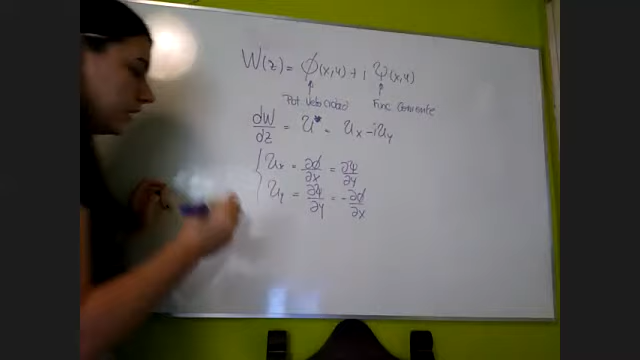 W(z) = ϕ(x,y) + i ψ(x,y)
Pot velocidad Func Corriente
dW/dz = U* = Ux - iUy
Ux = ∂ϕ/∂x = ∂ψ/∂y
Uy = ∂ψ/∂y = -∂ϕ/∂x